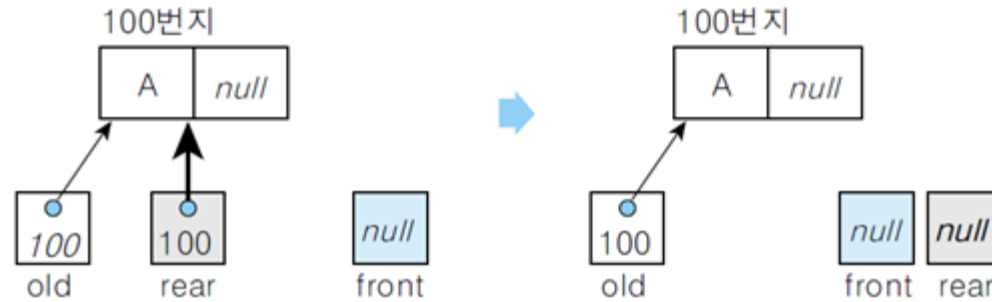 100번지
A null
100 100 null
old rear front
100번지
A null
100 null null
old front rear